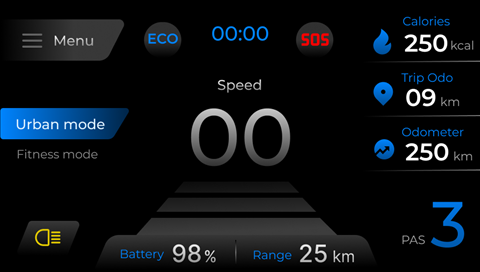 Menu
ECO
00:00
SOS
Calories
250 kcal
Speed
00
Trip Odo
09 km
Urban mode
Fitness mode
Odometer
250 km
PAS 3
Battery 98% Range 25 km